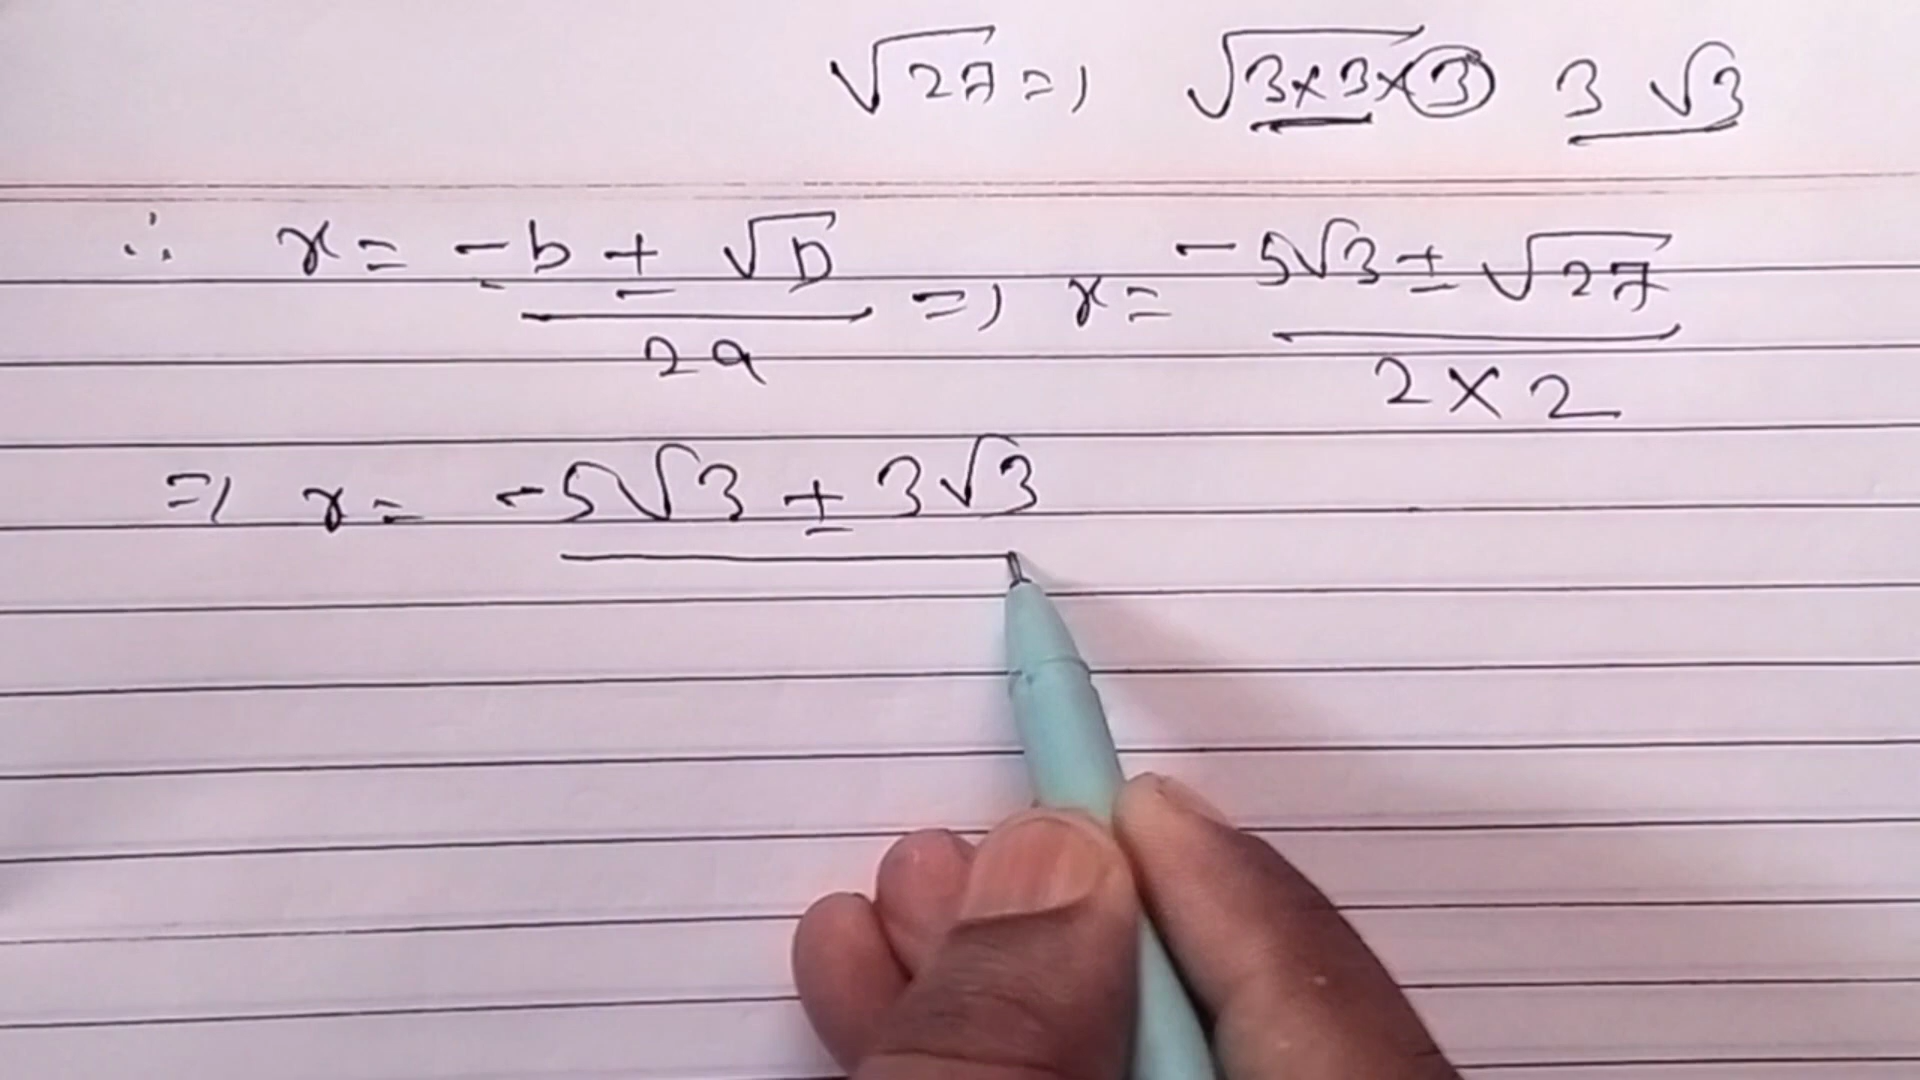 √27 ⇒ √3×3×3 3√3
∴ x = -b ± √D / 2a ⇒ x = -5√3 ± √27 / 2×2
⇒ x = -5√3 ± 3√3